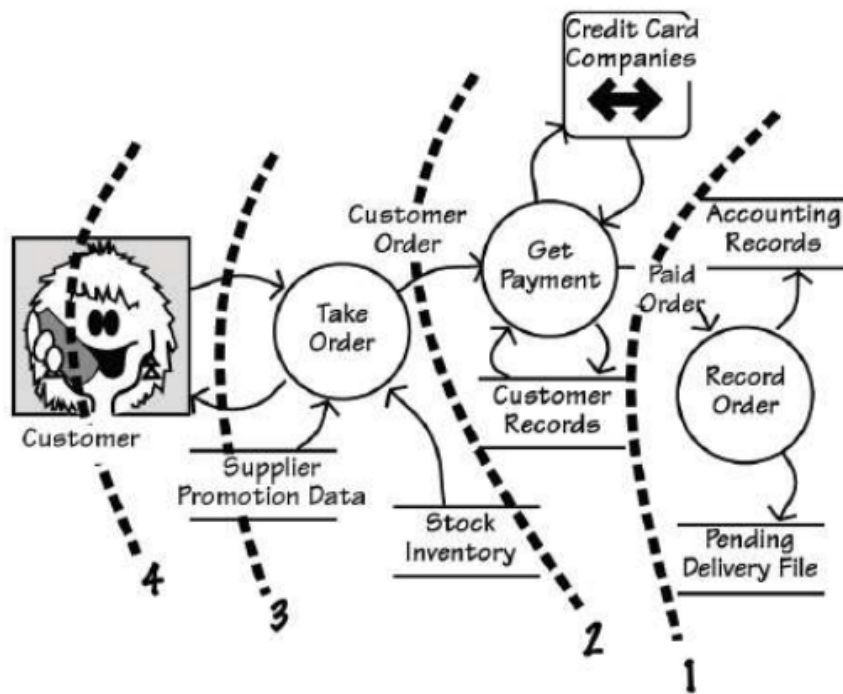 Credit Card
Companies
Customer
Order
Get
Payment
Accounting
Records
Paid
Order
Take
Order
Record
Order
Customer
Records
Customer
Supplier
Promotion Data
Stock
Inventory
Pending
Delivery File
4
3
2
1